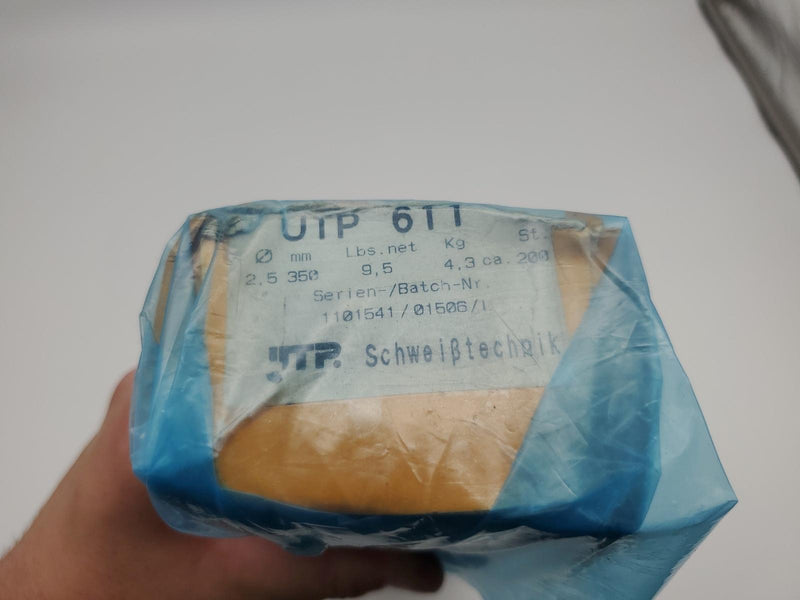 UTP 611
Ø mm Lbs.net Kg St.
2,5 350 9,5 4,3 ca. 200
Serien-/Batch-Nr.
1101541/01506/L
UTP. Schweißtechnik